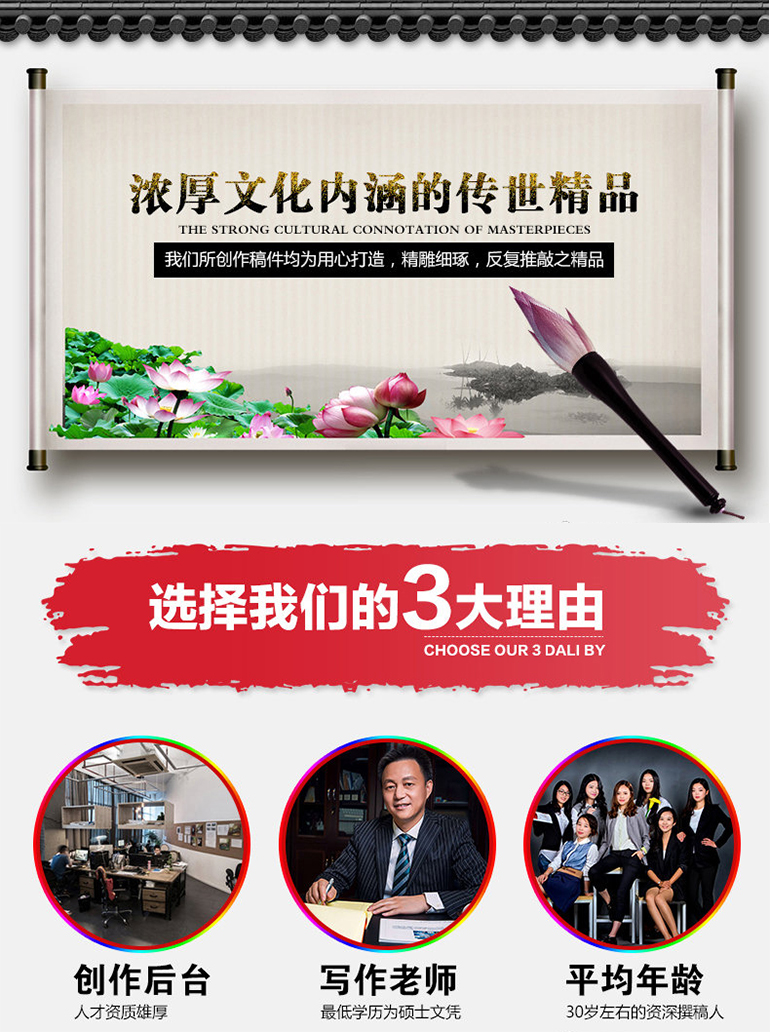 浓厚文化内涵的传世精品
THE STRONG CULTURAL CONNOTATION OF MASTERPIECES
我们所创作稿件均为用心打造，精雕细琢，反复推敲之精品
选择我们的3大理由
CHOOSE OUR 3 DALI BY
创作后台
人才资质雄厚
写作老师
最低学历为硕士文凭
平均年龄
30岁左右的资深撰稿人